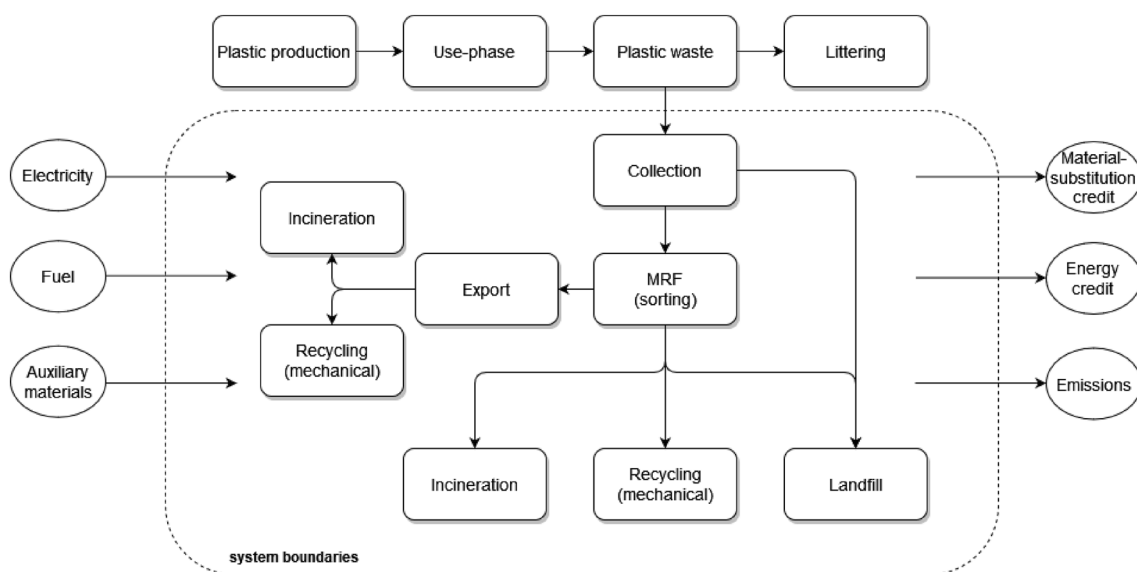 Plastic production
Use-phase
Plastic waste
Littering
Electricity
Collection
Material-
substitution
credit
Incineration
Fuel
Export
MRF
(sorting)
Energy
credit
Recycling
(mechanical)
Auxiliary
materials
Emissions
Incineration
Recycling
(mechanical)
Landfill
system boundaries